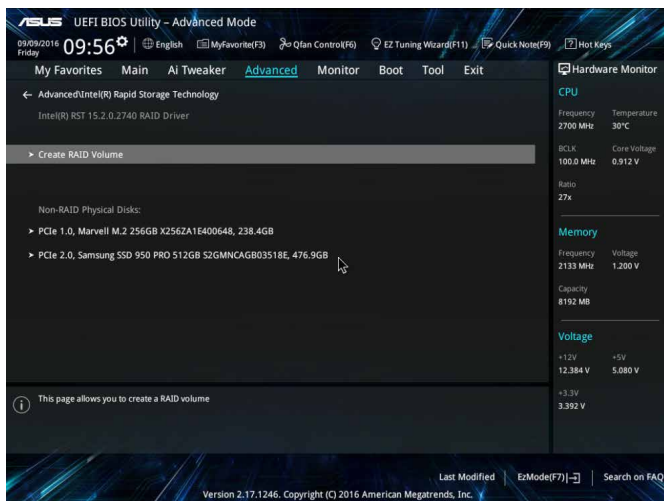 ASUS UEFI BIOS Utility – Advanced Mode
09/09/2016 Friday 09:56 English MyFavorite(F3) Qfan Control(F6) EZ Tuning Wizard(F11) Quick Note(F9) ? Hot Keys
My Favorites Main Ai Tweaker Advanced Monitor Boot Tool Exit
← Advanced\Intel(R) Rapid Storage Technology
Intel(R) RST 15.2.0.2740 RAID Driver
> Create RAID Volume
Non-RAID Physical Disks:
> PCIe 1.0, Marvell M.2 256GB X256ZA1E400648, 238.4GB
> PCIe 2.0, Samsung SSD 950 PRO 512GB S2GMNCAGB03518E, 476.9GB
This page allows you to create a RAID volume
Hardware Monitor
CPU
Frequency Temperature
2700 MHz 30°C
BCLK Core Voltage
100.0 MHz 0.912 V
Ratio
27x
Memory
Frequency Voltage
2133 MHz 1.200 V
Capacity
8192 MB
Voltage
+12V +5V
12.384 V 5.080 V
+3.3V
3.392 V
Last Modified EzMode(F7) Search on FAQ
Version 2.17.1246. Copyright (C) 2016 American Megatrends, Inc.